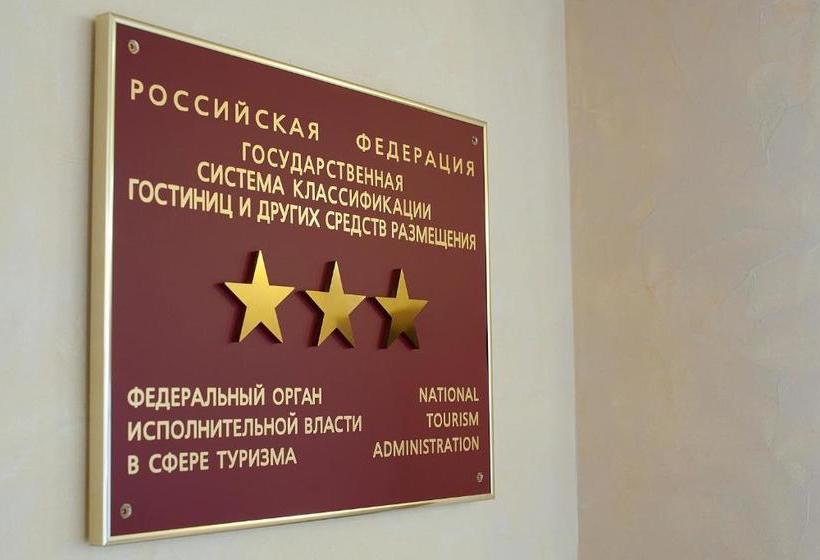 РОССИЙСКАЯ ФЕДЕРАЦИЯ
ГОСУДАРСТВЕННАЯ
СИСТЕМА КЛАССИФИКАЦИИ
ГОСТИНИЦ И ДРУГИХ СРЕДСТВ РАЗМЕЩЕНИЯ
ФЕДЕРАЛЬНЫЙ ОРГАН
ИСПОЛНИТЕЛЬНОЙ ВЛАСТИ
В СФЕРЕ ТУРИЗМА
NATIONAL
TOURISM
ADMINISTRATION